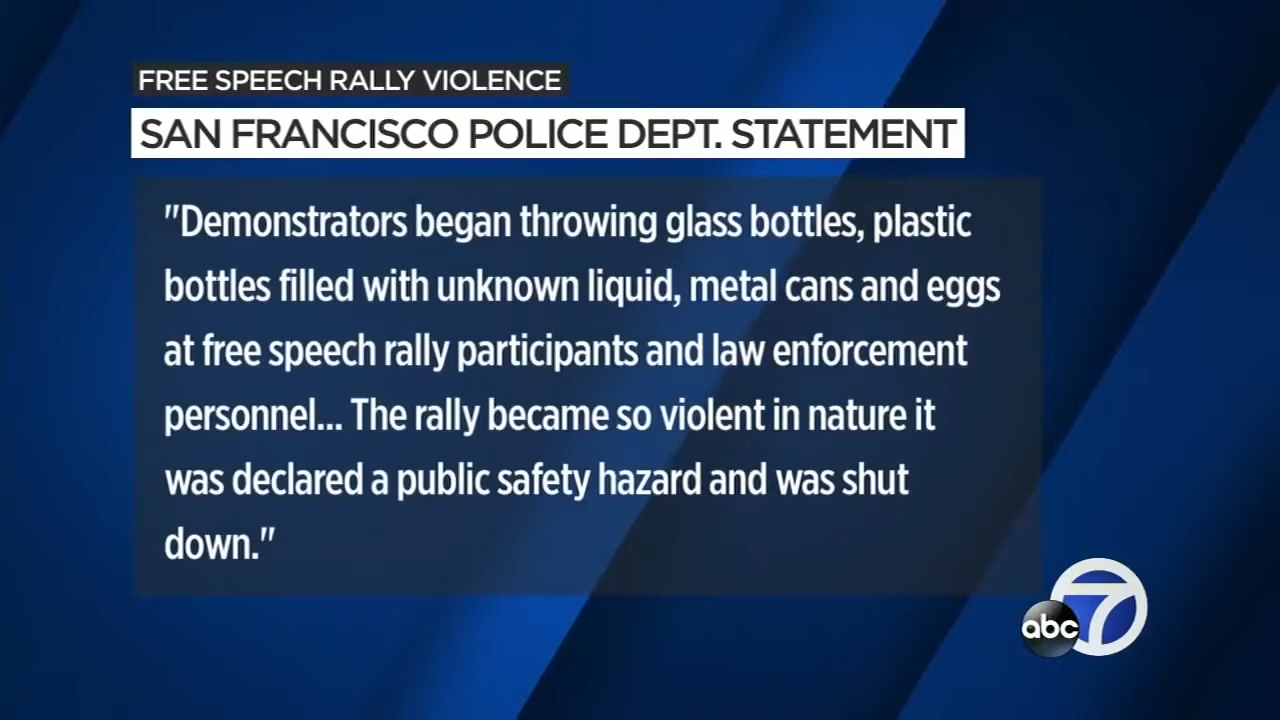 FREE SPEECH RALLY VIOLENCE
SAN FRANCISCO POLICE DEPT. STATEMENT
"Demonstrators began throwing glass bottles, plastic
bottles filled with unknown liquid, metal cans and eggs
at free speech rally participants and law enforcement
personnel... The rally became so violent in nature it
was declared a public safety hazard and was shut
down."
abc 7